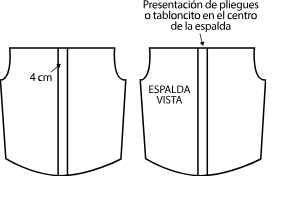 Presentación de pliegues
o tabloncito en el centro
de la espalda
4 cm
ESPALDA
VISTA